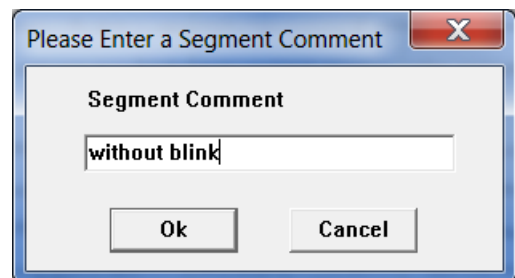 Please Enter a Segment Comment
X
Segment Comment
without blink
Ok
Cancel